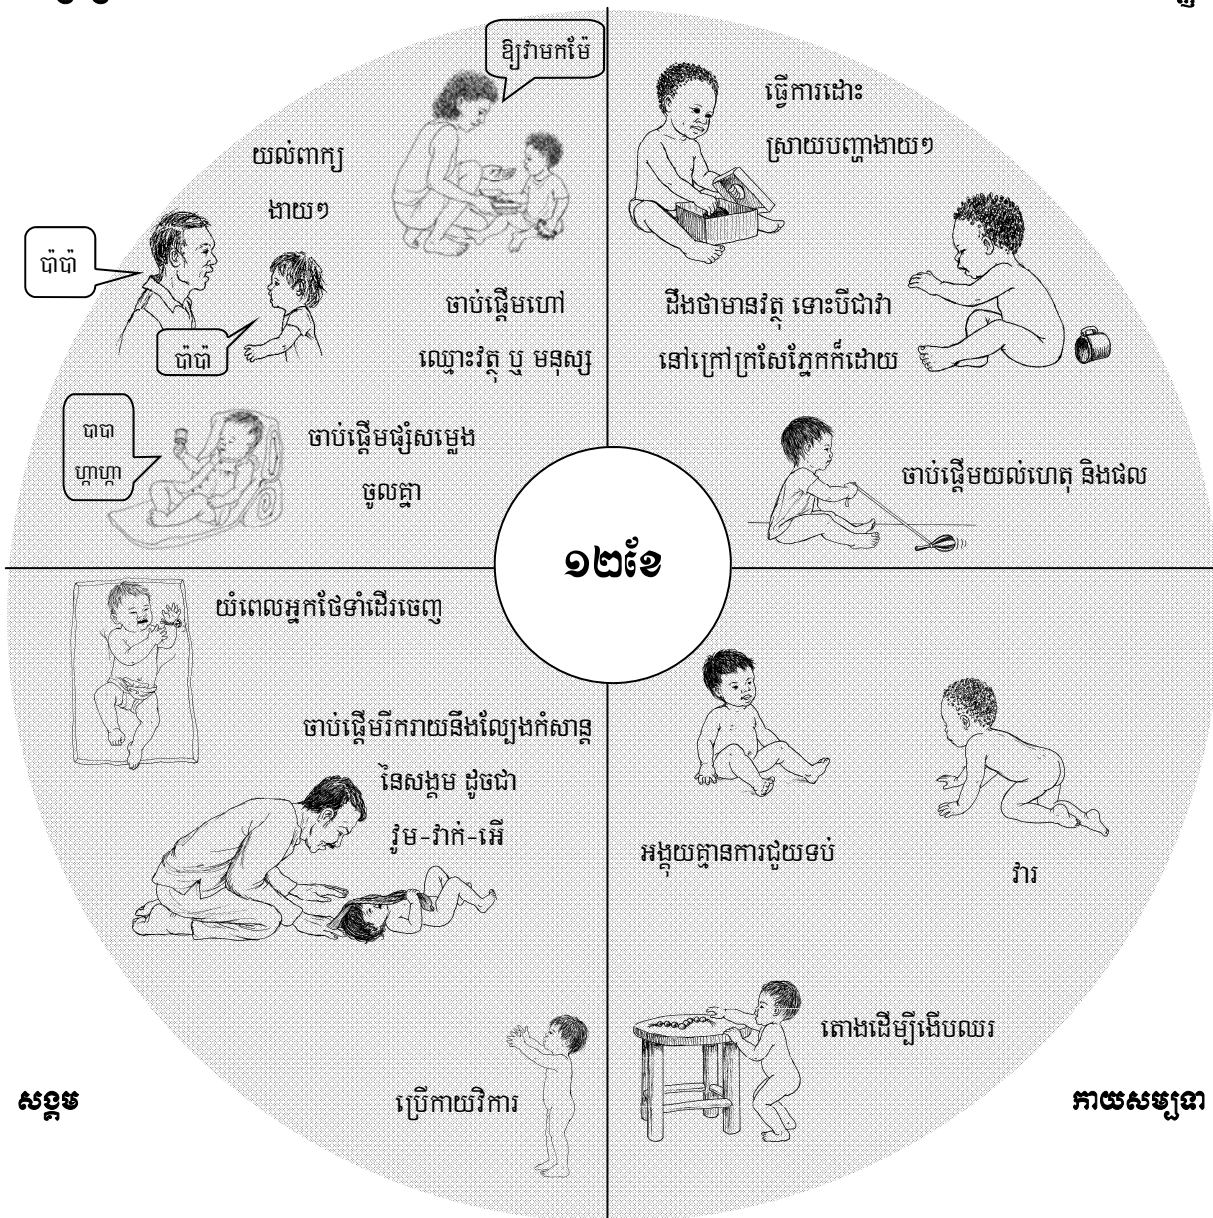 ឱ្យវាមកម៉ែ
យល់ពាក្យ
ងាយៗ
ប៉ាប៉ា
ប៉ាប៉ា
ចាប់ផ្តើមហៅ
ឈ្មោះវត្ថុ ឬ មនុស្ស
បាបា
ហ្កាហ្កា
ចាប់ផ្តើមផ្សំសម្លេង
ចូលគ្នា
ធ្វើការដោះ
ស្រាយបញ្ហាងាយៗ
ដឹងថាមានវត្ថុ ទោះបីជាវា
នៅក្រៅក្រសែភ្នែកក៏ដោយ
ចាប់ផ្តើមយល់ហេតុ និងផល
១២ខែ
យំពេលអ្នកថែទាំដើរចេញ
ចាប់ផ្តើមរីករាយនឹងល្បែងកំសាន្ត
នៃសង្គម ដូចជា
វូម-វាក់-អើ
ប្រើកាយវិការ
សង្គម
អង្គុយគ្មានការជួយទប់
វារ
តោងដើម្បីងើបឈរ
កាយសម្បទា